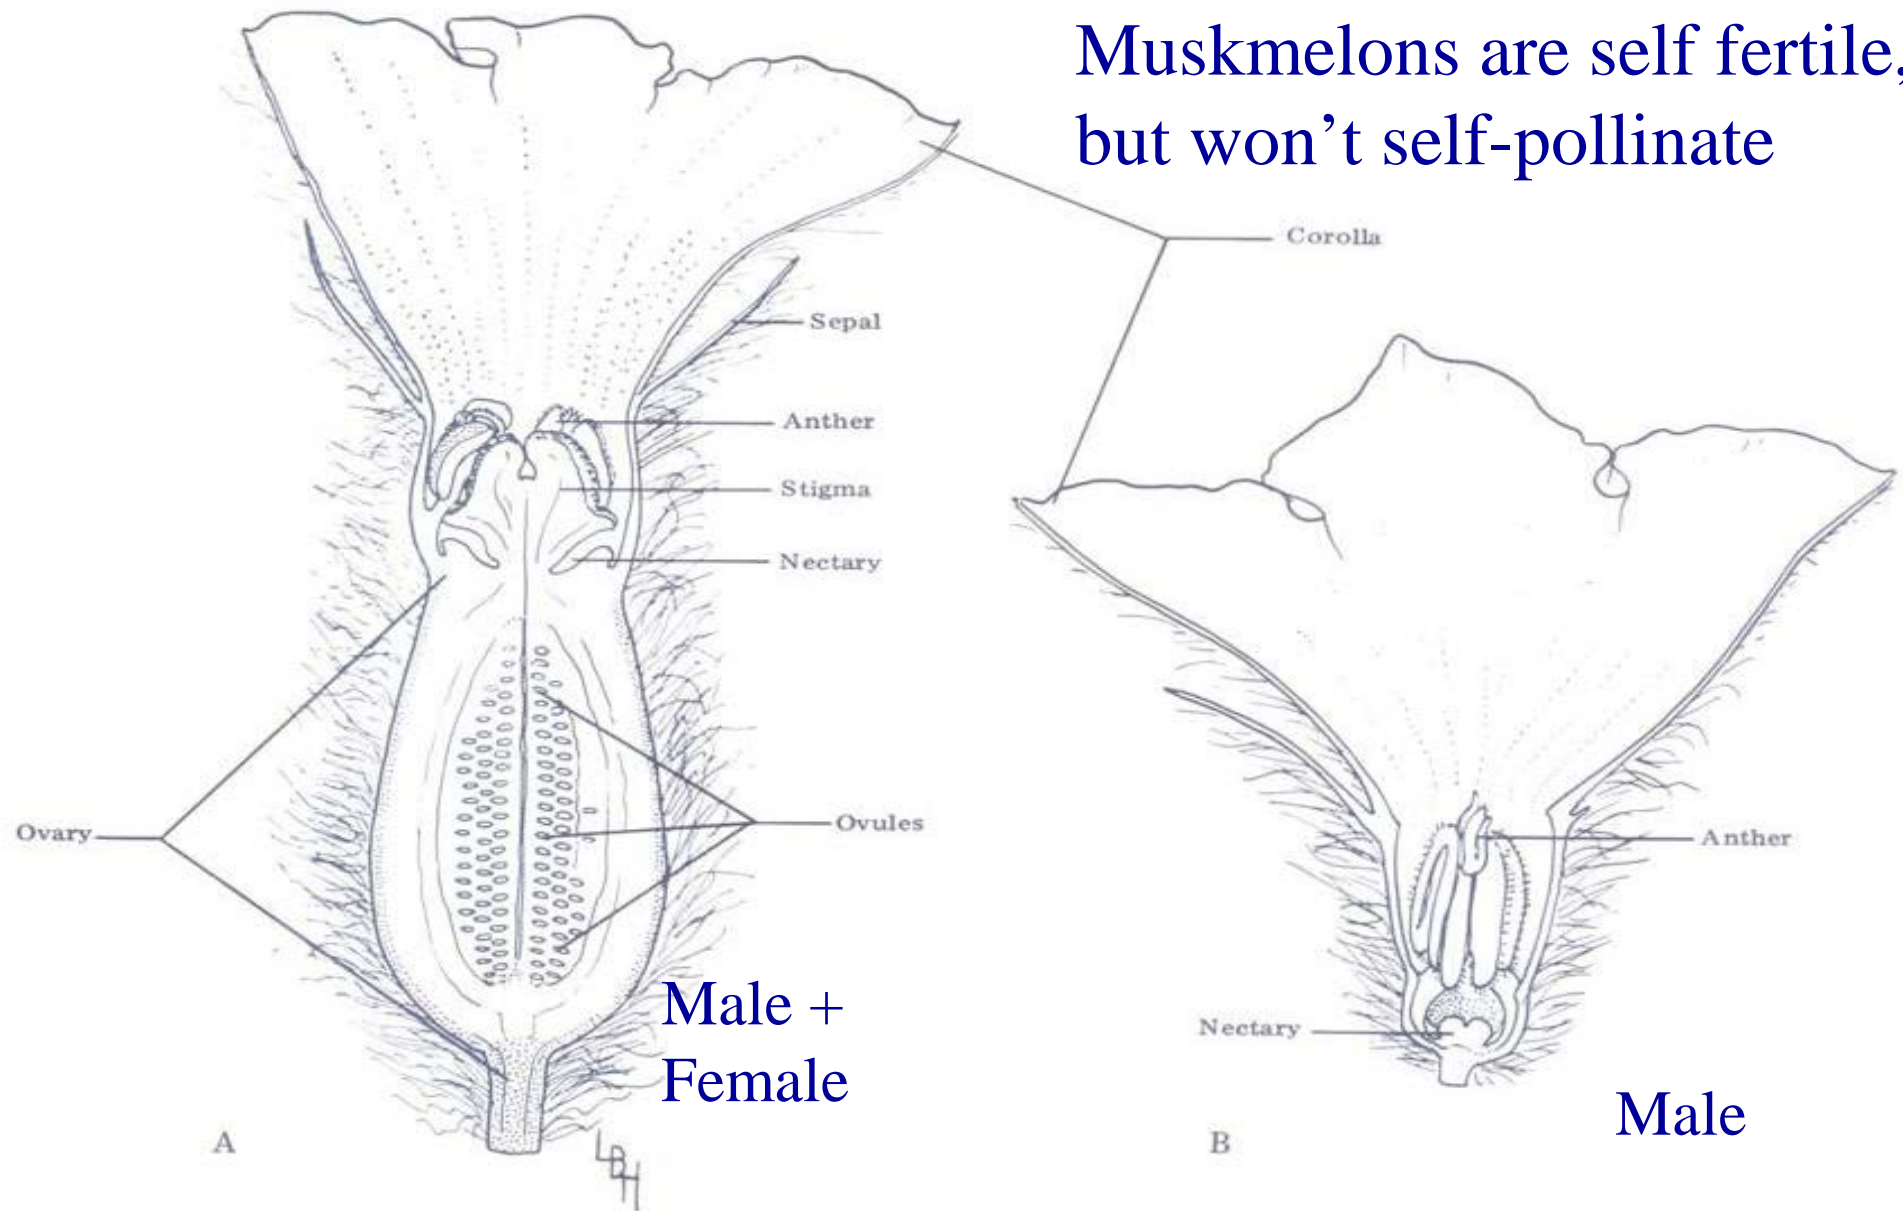 Muskmelons are self fertile,
but won’t self-pollinate
Corolla
Sepal
Anther
Stigma
Nectary
Ovary
Ovules
Anther
Male +
Female
Nectary
Male
A
B
LBH